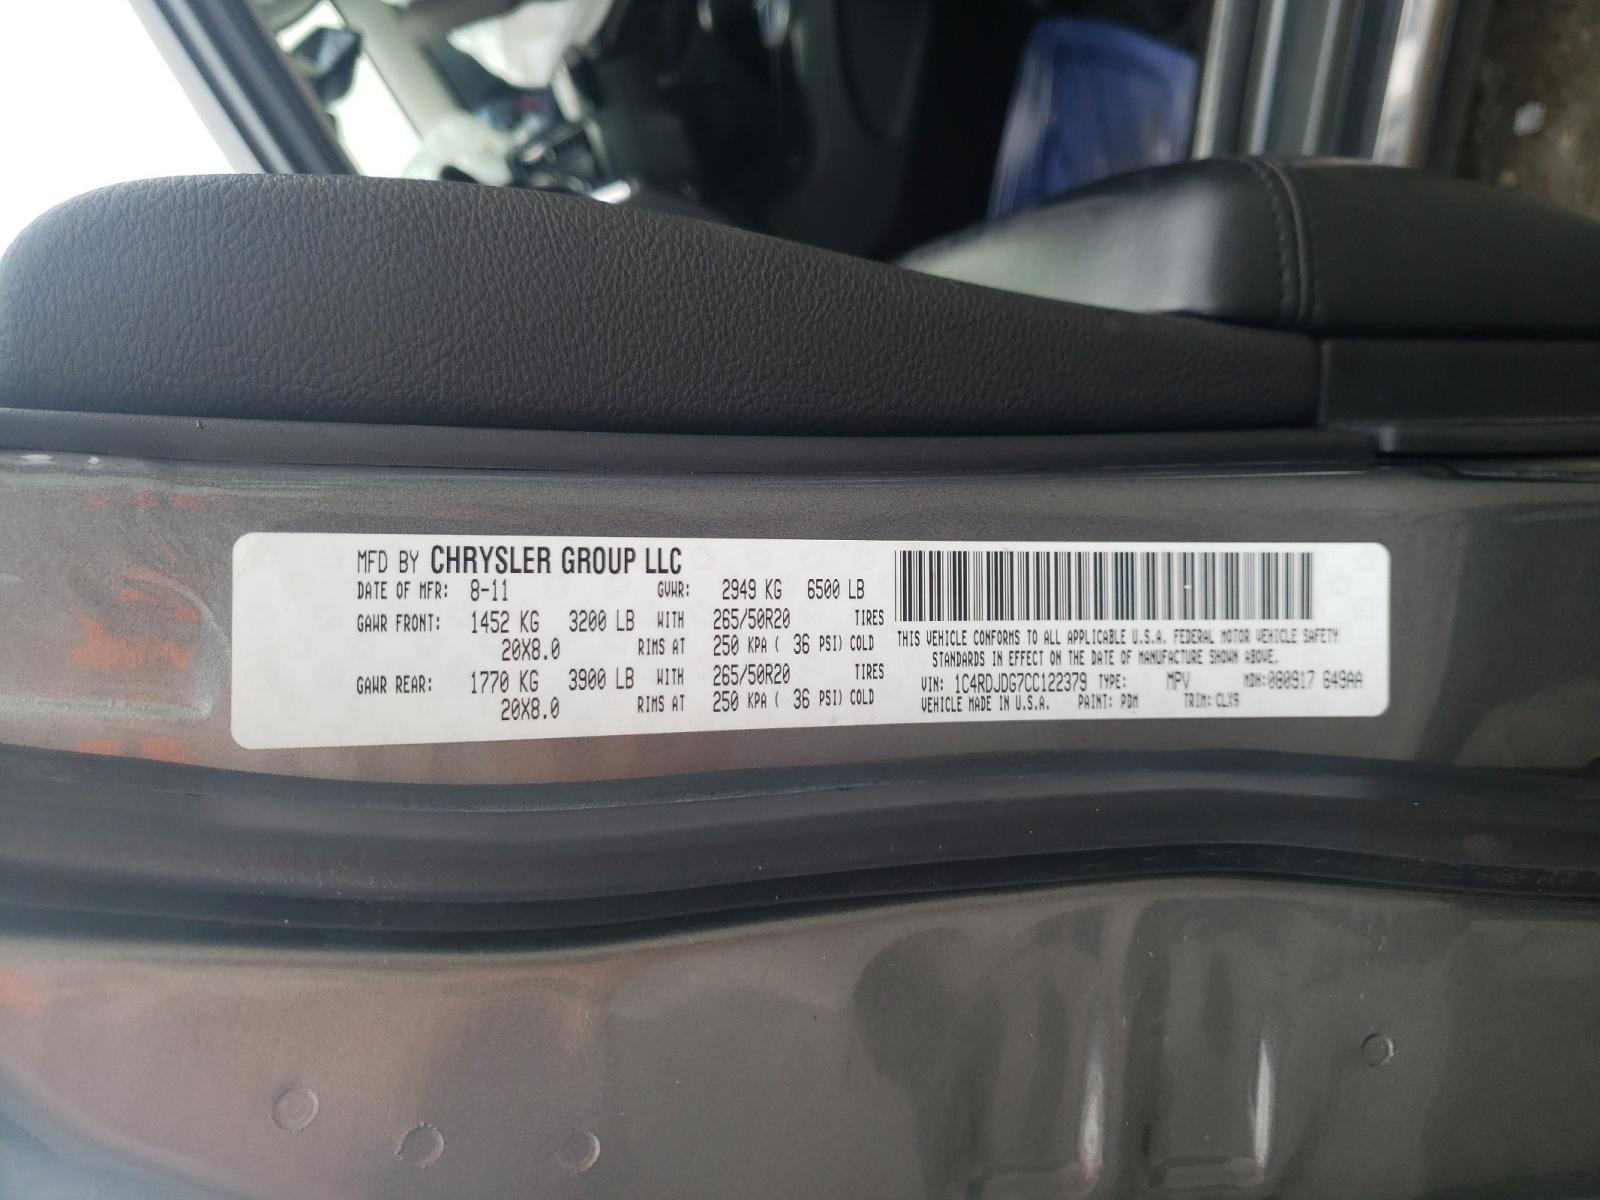 MFD BY CHRYSLER GROUP LLC
DATE OF MFR: 8-11 GVWR: 2949 KG 6500 LB
GAWR FRONT: 1452 KG 3200 LB WITH 265/50R20 TIRES
20X8.0 RIMS AT 250 KPA ( 36 PSI) COLD
GAWR REAR: 1770 KG 3900 LB WITH 265/50R20 TIRES
20X8.0 RIMS AT 250 KPA ( 36 PSI) COLD
THIS VEHICLE CONFORMS TO ALL APPLICABLE U.S.A. FEDERAL MOTOR VEHICLE SAFETY
STANDARDS IN EFFECT ON THE DATE OF MANUFACTURE SHOWN ABOVE.
VIN: 1C4RDJDG7CC122379 TYPE: MPV MDH: 080917 649AA
VEHICLE MADE IN U.S.A. PAINT: PDM TRIM: CLX9